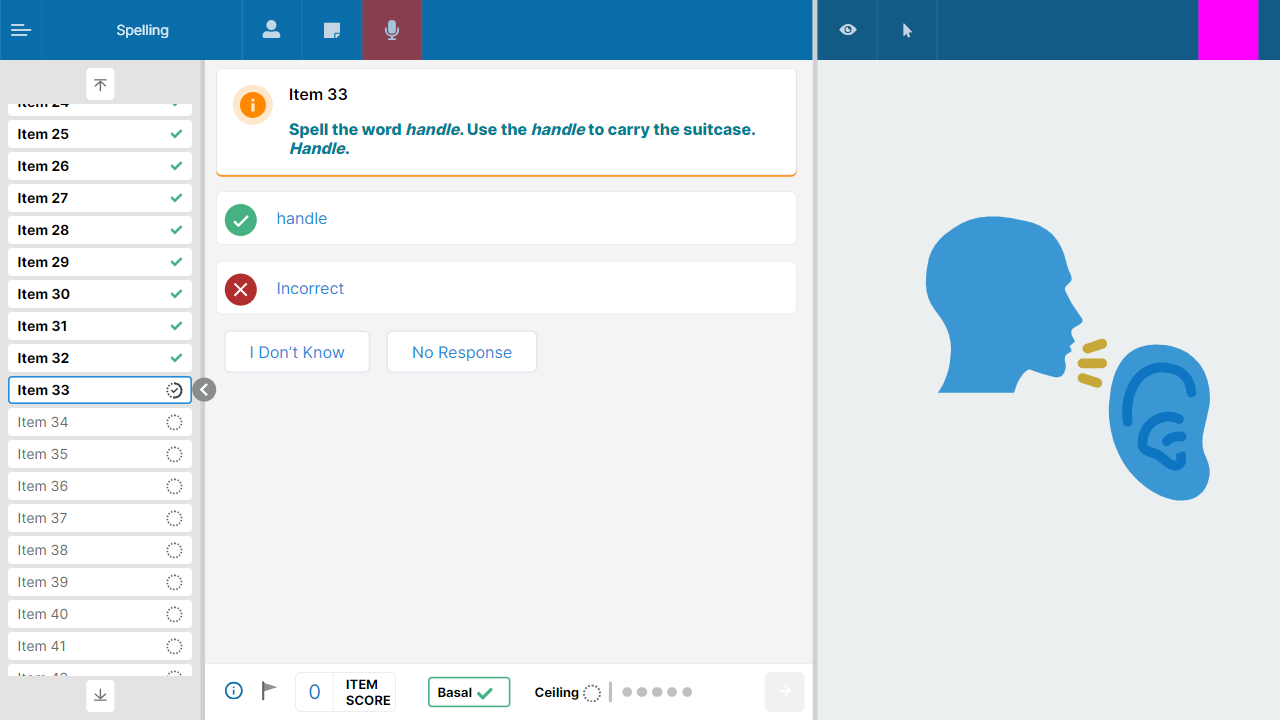 Spelling
Item 24
Item 25
Item 26
Item 27
Item 28
Item 29
Item 30
Item 31
Item 32
Item 33
Item 34
Item 35
Item 36
Item 37
Item 38
Item 39
Item 40
Item 41
Item 33
Spell the word handle. Use the handle to carry the suitcase.
Handle.
handle
Incorrect
I Don’t Know
No Response
0
ITEM
SCORE
Basal
Ceiling